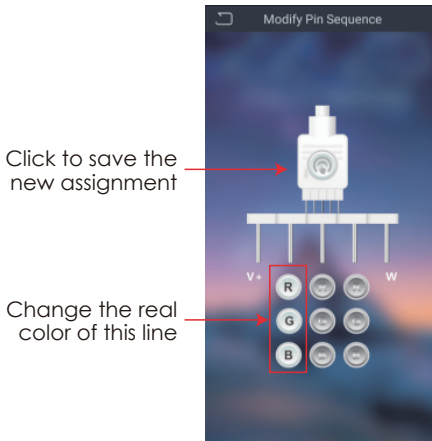 Modify Pin Sequence
Click to save the
new assignment
V+
W
R
Change the real
color of this line
G
B